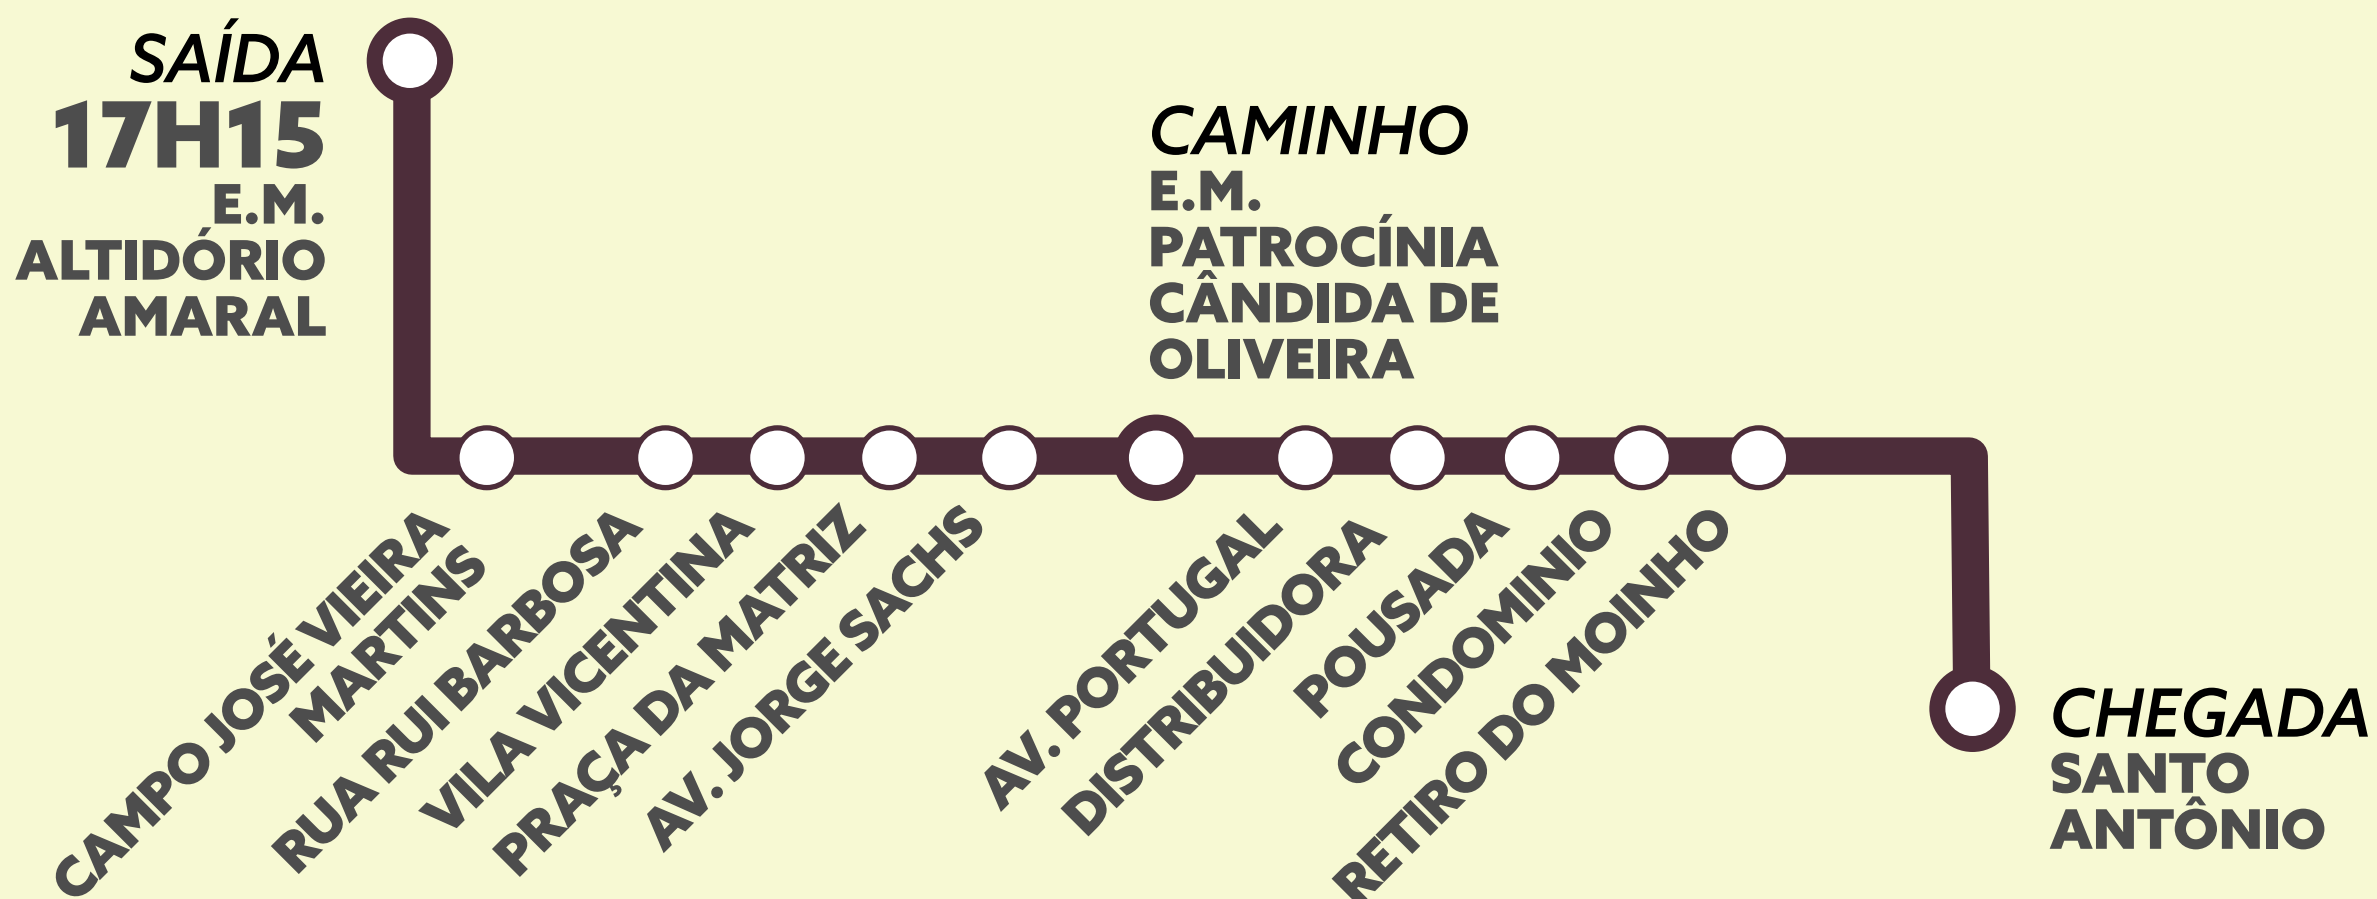 SAÍDA
17H15
E.M.
ALTIDÓRIO
AMARAL
CAMINHO
E.M.
PATROCÍNIA
CÂNDIDA DE
OLIVEIRA
CAMPO JOSÉ VIEIRA
MARTINS
RUA RUI BARBOSA
VILA VICENTINA
PRAÇA DA MATRIZ
AV. JORGE SACHS
AV. PORTUGAL
DISTRIBUIDORA
POUSADA
CONDOMINIO
RETIRO DO MOINHO
CHEGADA
SANTO
ANTÔNIO